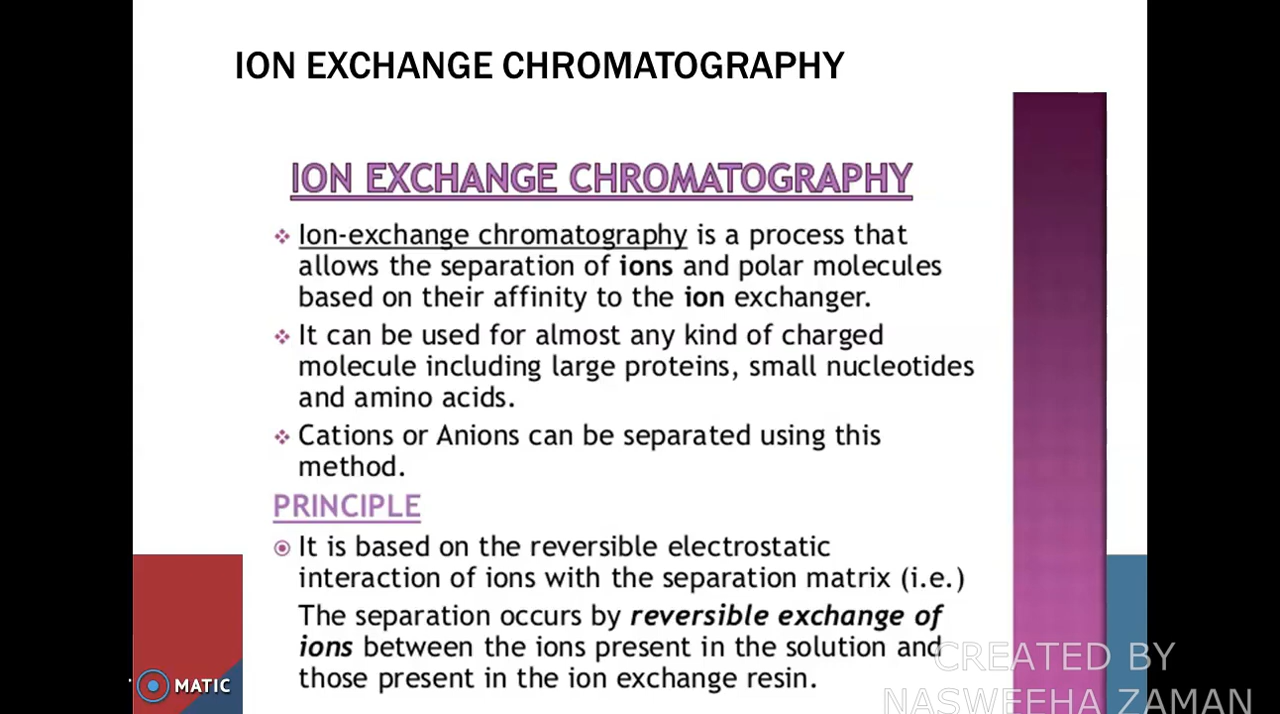 ION EXCHANGE CHROMATOGRAPHY
ION EXCHANGE CHROMATOGRAPHY
Ion-exchange chromatography is a process that
allows the separation of ions and polar molecules
based on their affinity to the ion exchanger.
It can be used for almost any kind of charged
molecule including large proteins, small nucleotides
and amino acids.
Cations or Anions can be separated using this
method.
PRINCIPLE
It is based on the reversible electrostatic
interaction of ions with the separation matrix (i.e.)
The separation occurs by reversible exchange of
ions between the ions present in the solution and
those present in the ion exchange resin.
CREATED BY
NASWEEHA ZAMAN
MATIC